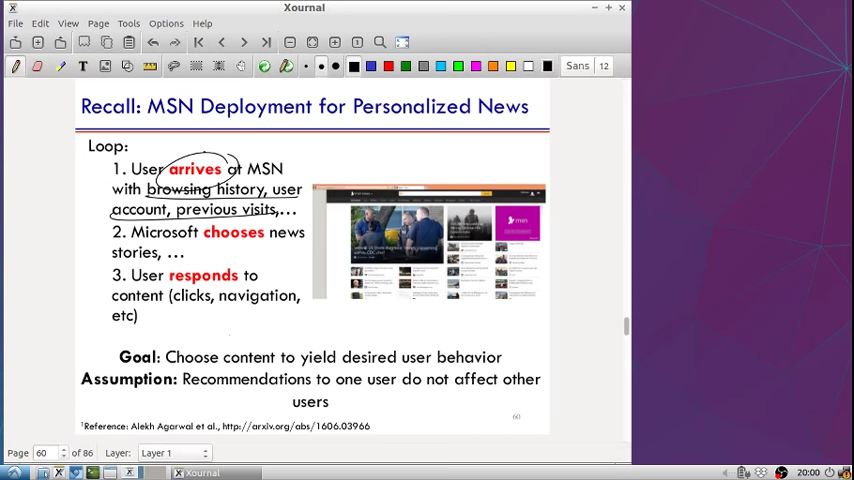 Xournal
File Edit View Page Tools Options Help
Sans 12
Recall: MSN Deployment for Personalized News
Loop:
1. User arrives at MSN
with browsing history, user
account, previous visits,...
2. Microsoft chooses news
stories, ...
3. User responds to
content (clicks, navigation,
etc)
msn
Goal: Choose content to yield desired user behavior
Assumption: Recommendations to one user do not affect other
users
1Reference: Alekh Agarwal et al., http://arxiv.org/abs/1606.03966
Page 60 of 86 Layer: Layer 1
Xournal 20:00